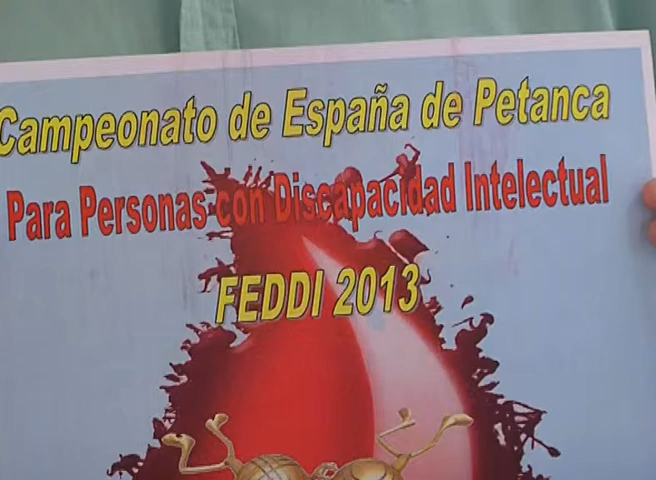 Campeonato de España de Petanca
Para Personas con Discapacidad Intelectual
FEDDI 2013